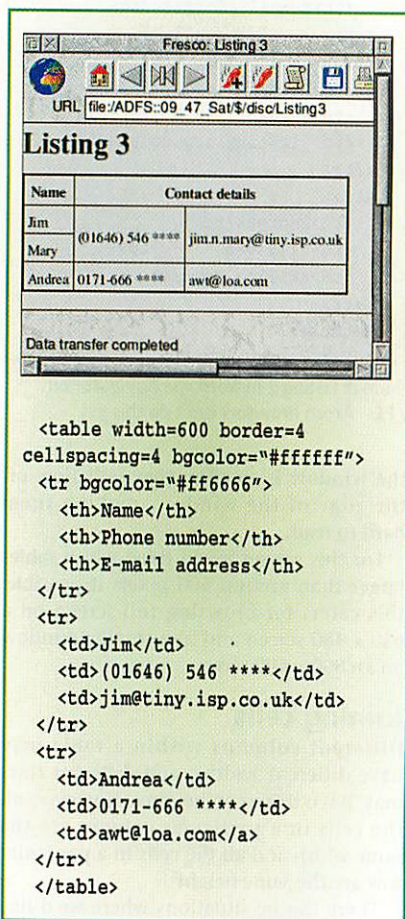 Fresco: Listing 3
URL file:/ADFS::09_47_Sat/$/disc/Listing3
Listing 3
Name Contact details
Jim
(01646) 546 **** jim.n.mary@tiny.isp.co.uk
Mary
Andrea 0171-666 **** awt@loa.com
Data transfer completed
<table width=600 border=4
cellspacing=4 bgcolor="#ffffff">
<tr bgcolor="#ff6666">
<th>Name</th>
<th>Phone number</th>
<th>E-mail address</th>
</tr>
<tr>
<td>Jim</td>
<td>(01646) 546 ****</td>
<td>jim@tiny.isp.co.uk</td>
</tr>
<tr>
<td>Andrea</td>
<td>0171-666 ****</td>
<td>awt@loa.com</a>
</tr>
</table>